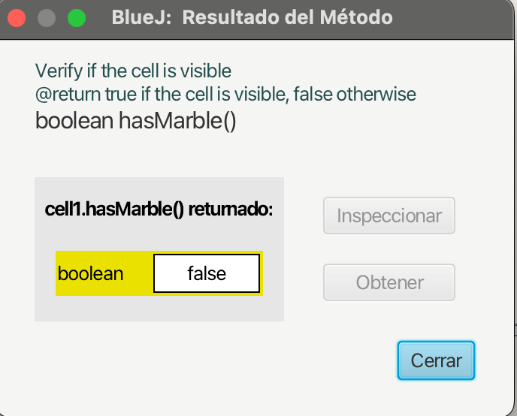 BlueJ: Resultado del Método
Verify if the cell is visible
@return true if the cell is visible, false otherwise
boolean hasMarble()
cell1.hasMarble() returnado:
Inspeccionar
boolean false
Obtener
Cerrar